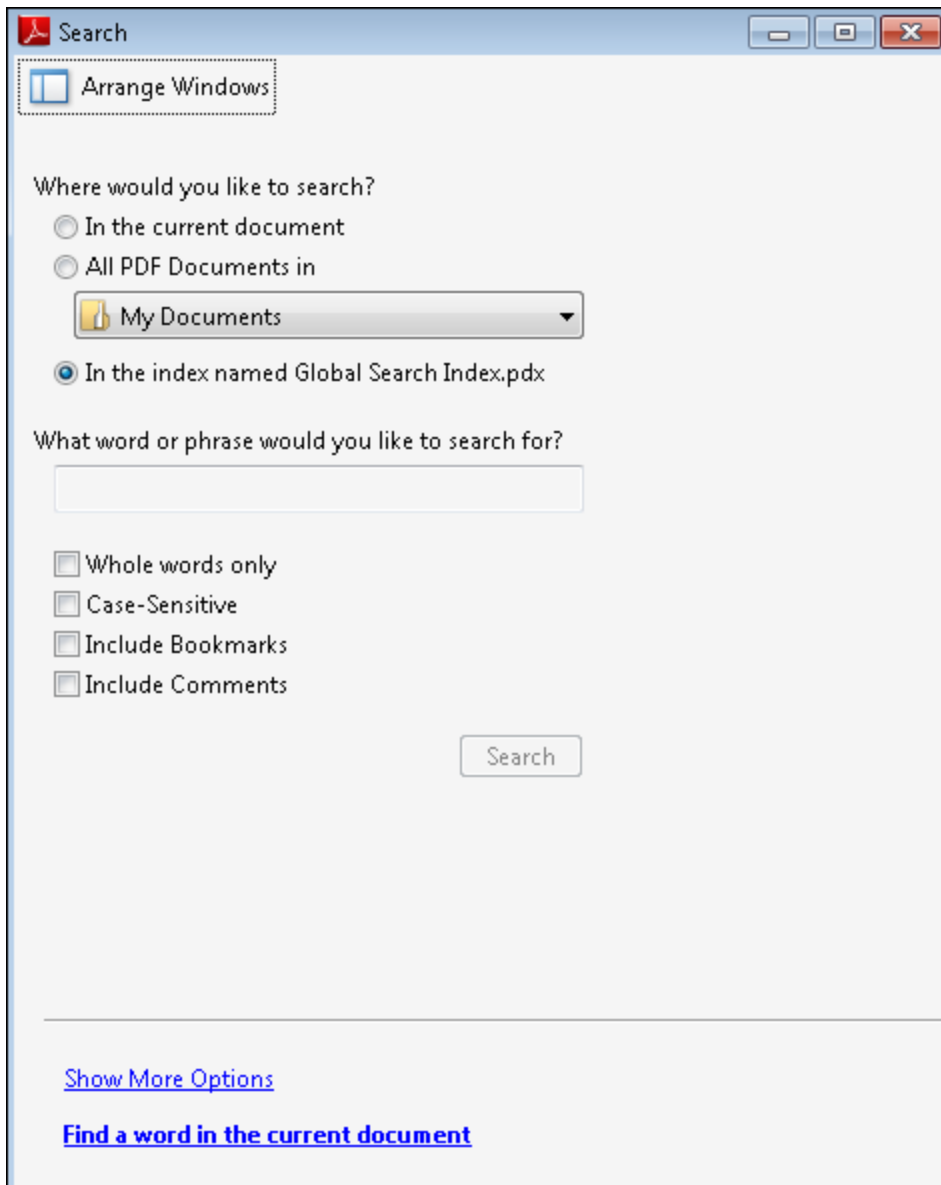 Search
Arrange Windows
Where would you like to search?
In the current document
All PDF Documents in
My Documents
In the index named Global Search Index.pdx
What word or phrase would you like to search for?
Whole words only
Case-Sensitive
Include Bookmarks
Include Comments
Search
Show More Options
Find a word in the current document